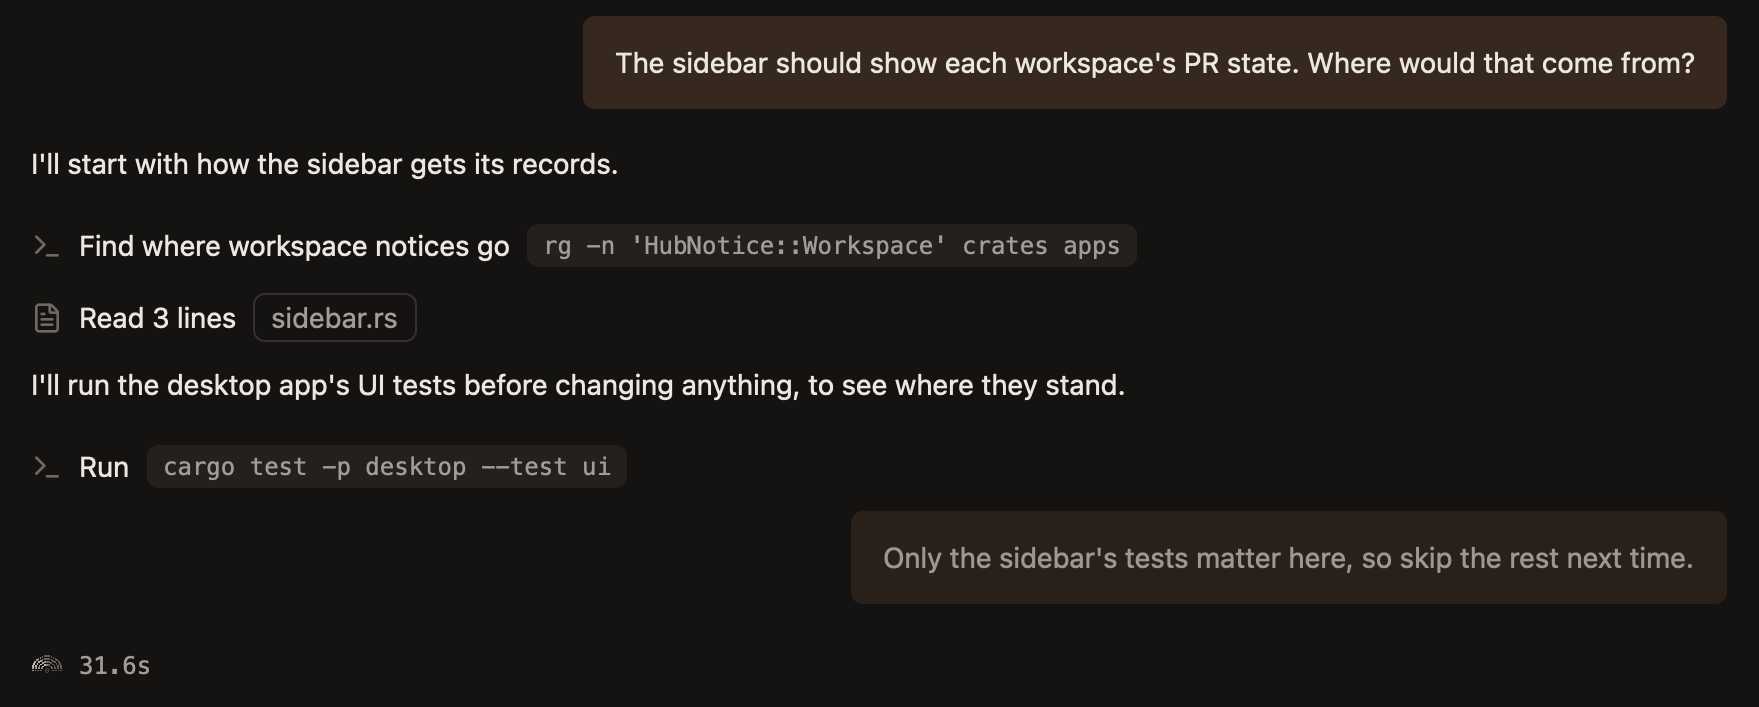 The sidebar should show each workspace's PR state. Where would that come from?
I'll start with how the sidebar gets its records.
Find where workspace notices go rg -n 'HubNotice::Workspace' crates apps
Read 3 lines sidebar.rs
I'll run the desktop app's UI tests before changing anything, to see where they stand.
Run cargo test -p desktop --test ui
Only the sidebar's tests matter here, so skip the rest next time.
31.6s